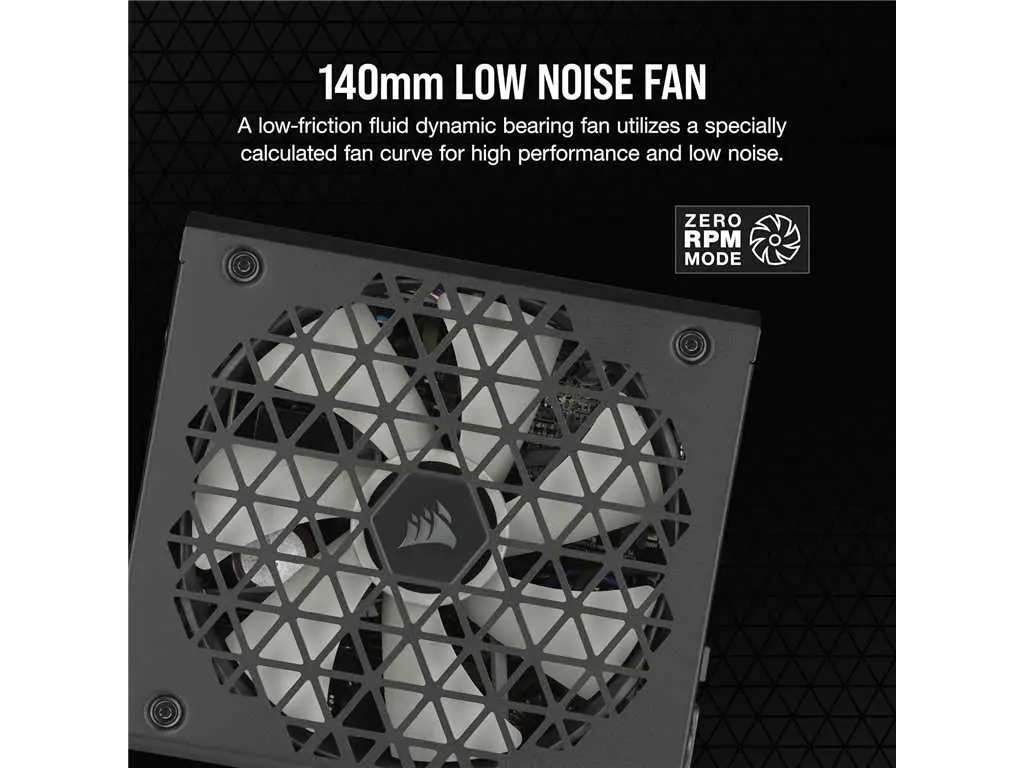 140mm LOW NOISE FAN
A low-friction fluid dynamic bearing fan utilizes a specially
calculated fan curve for high performance and low noise.
ZERO
RPM
MODE